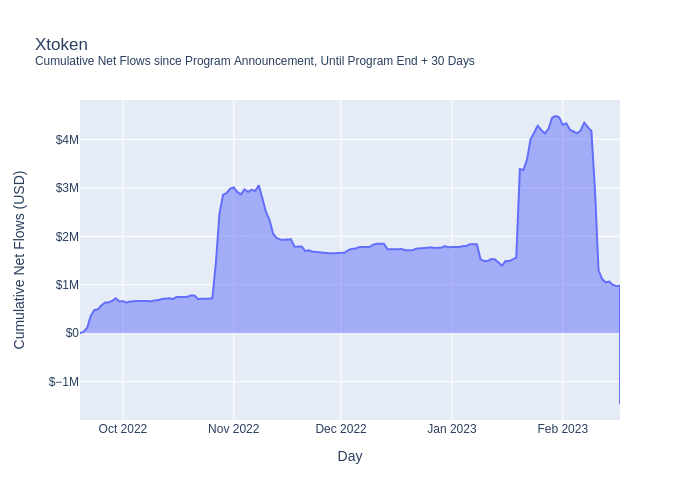 Xtoken
Cumulative Net Flows since Program Announcement, Until Program End + 30 Days
Cumulative Net Flows (USD)
$4M
$3M
$2M
$1M
$0
$−1M
Oct 2022
Nov 2022
Dec 2022
Jan 2023
Feb 2023
Day